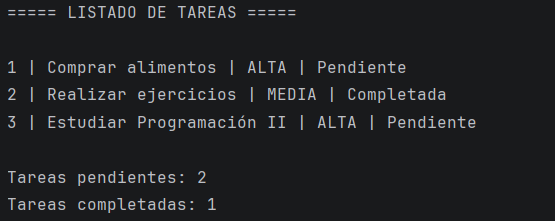 ===== LISTADO DE TAREAS =====
1 | Comprar alimentos | ALTA | Pendiente
2 | Realizar ejercicios | MEDIA | Completada
3 | Estudiar Programación II | ALTA | Pendiente
Tareas pendientes: 2
Tareas completadas: 1